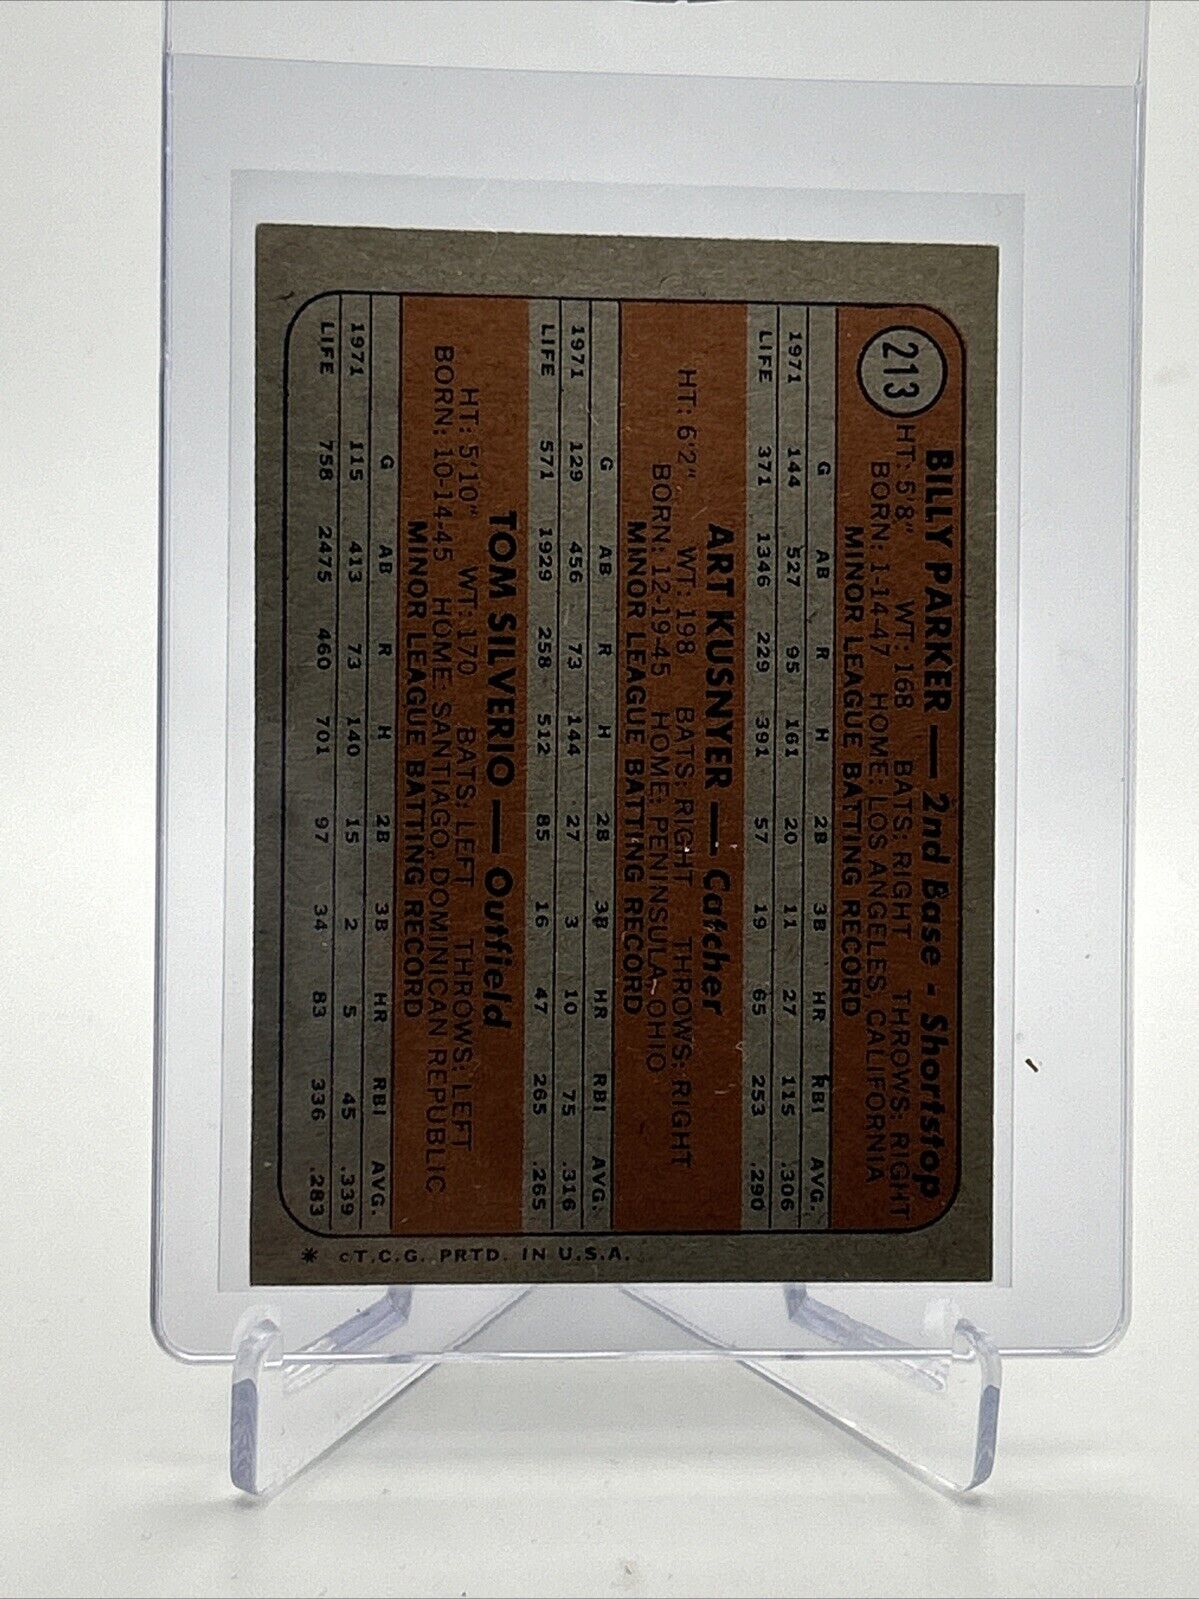 213
BILLY PARKER — 2nd Base - Shortstop
HT: 5'8" WT: 168 BATS: RIGHT THROWS: RIGHT
BORN: 1-14-47 HOME: LOS ANGELES, CALIFORNIA
MINOR LEAGUE BATTING RECORD
G AB R H 2B 3B HR RBI AVG.
1971 144 527 95 161 20 11 27 115 .306
LIFE 371 1346 229 391 57 19 65 253 .290
ART KUSNYER — Catcher
HT: 6'2" WT: 198 BATS: RIGHT THROWS: RIGHT
BORN: 12-19-45 HOME: PENINSULA, OHIO
MINOR LEAGUE BATTING RECORD
G AB R H 2B 3B HR RBI AVG.
1971 129 456 73 144 27 3 10 75 .316
LIFE 571 1929 258 512 85 16 47 265 .265
TOM SILVERIO — Outfield
HT: 5'10" WT: 170 BATS: LEFT THROWS: LEFT
BORN: 10-14-45 HOME: SANTIAGO, DOMINICAN REPUBLIC
MINOR LEAGUE BATTING RECORD
G AB R H 2B 3B HR RBI AVG.
1971 115 413 73 140 15 2 5 45 .339
LIFE 758 2475 460 701 97 34 83 336 .283
* ©T.C.G. PRTD. IN U.S.A.